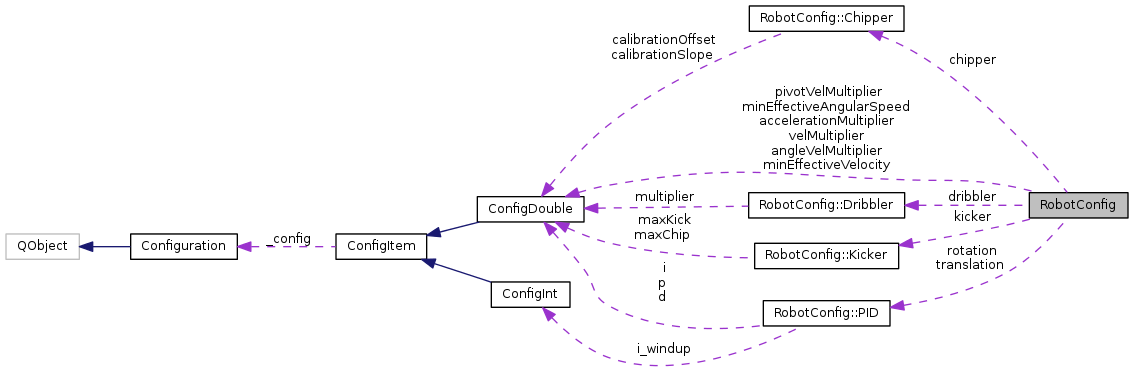 RobotConfig::Chipper
calibrationOffset
calibrationSlope
chipper
pivotVelMultiplier
minEffectiveAngularSpeed
accelerationMultiplier
velMultiplier
angleVelMultiplier
minEffectiveVelocity
multiplier
RobotConfig::Dribbler
dribbler
RobotConfig
ConfigDouble
maxKick
maxChip
kicker
QObject
Configuration
_config
ConfigItem
RobotConfig::Kicker
rotation
translation
i
p
d
ConfigInt
RobotConfig::PID
i_windup